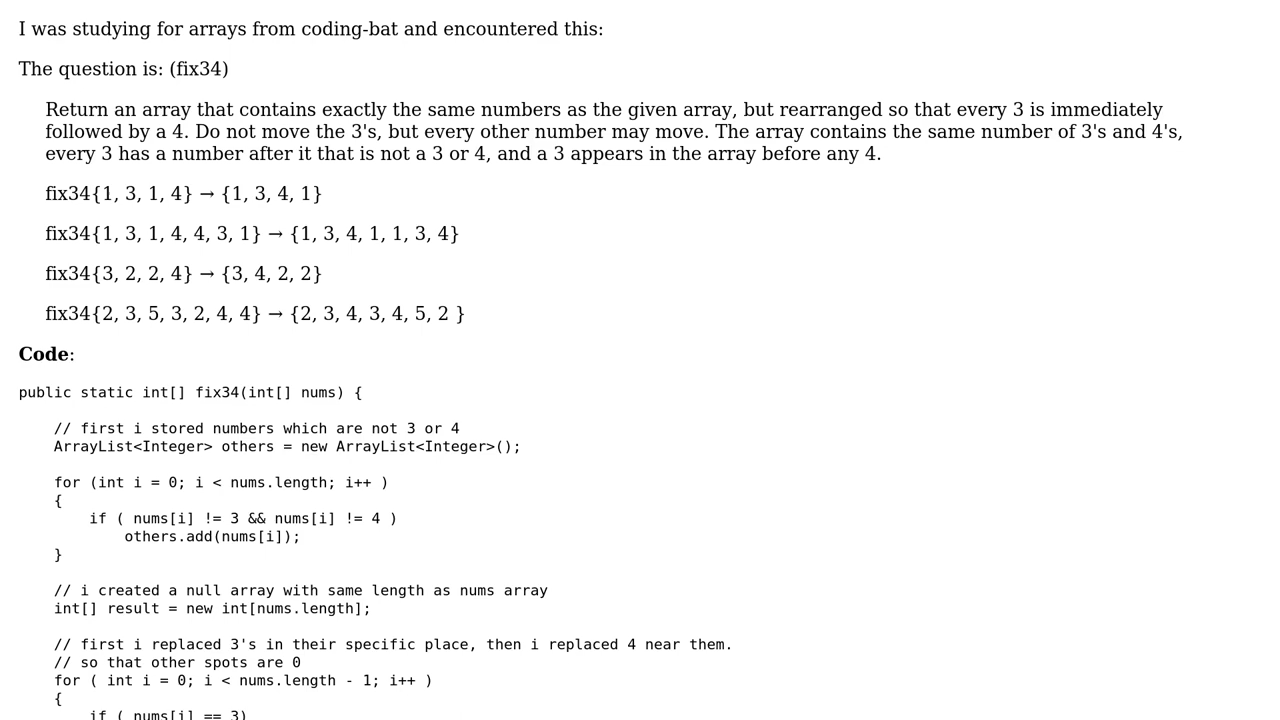 I was studying for arrays from coding-bat and encountered this:
The question is: (fix34)
Return an array that contains exactly the same numbers as the given array, but rearranged so that every 3 is immediately
followed by a 4. Do not move the 3's, but every other number may move. The array contains the same number of 3's and 4's,
every 3 has a number after it that is not a 3 or 4, and a 3 appears in the array before any 4.
fix34{1, 3, 1, 4} → {1, 3, 4, 1}
fix34{1, 3, 1, 4, 4, 3, 1} → {1, 3, 4, 1, 1, 3, 4}
fix34{3, 2, 2, 4} → {3, 4, 2, 2}
fix34{2, 3, 5, 3, 2, 4, 4} → {2, 3, 4, 3, 4, 5, 2 }
Code:
public static int[] fix34(int[] nums) {
    // first i stored numbers which are not 3 or 4
    ArrayList<Integer> others = new ArrayList<Integer>();
    for (int i = 0; i < nums.length; i++ )
    {
        if ( nums[i] != 3 && nums[i] != 4 )
            others.add(nums[i]);
    }
    // i created a null array with same length as nums array
    int[] result = new int[nums.length];
    // first i replaced 3's in their specific place, then i replaced 4 near them.
    // so that other spots are 0
    for ( int i = 0; i < nums.length - 1; i++ )
    {
        if ( nums[i] == 3)